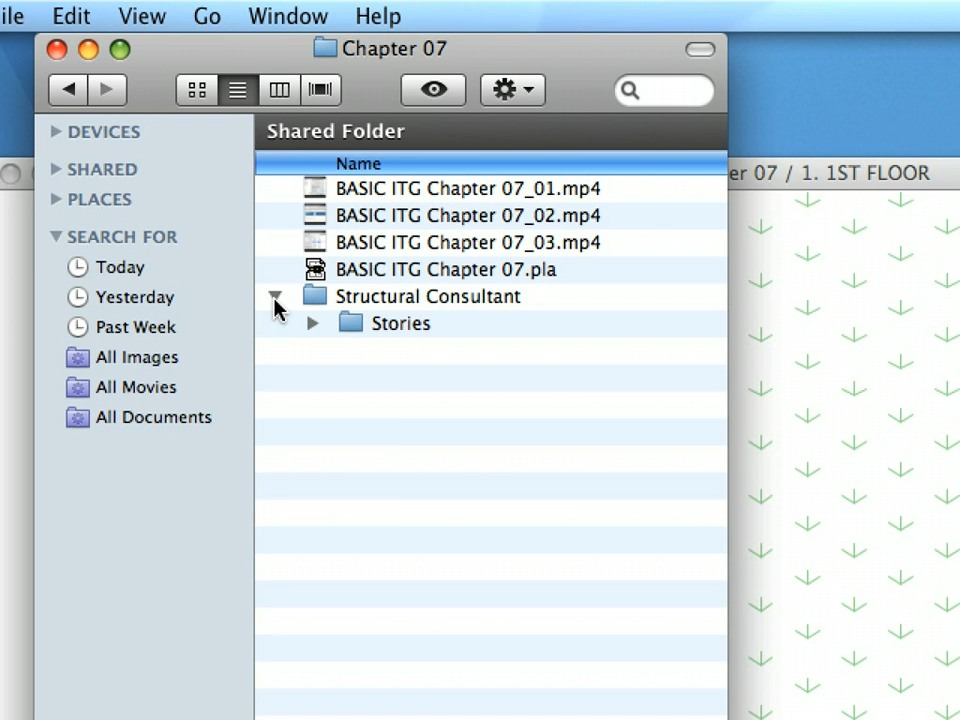 ile Edit View Go Window Help
Chapter 07
DEVICES
SHARED
PLACES
SEARCH FOR
Today
Yesterday
Past Week
All Images
All Movies
All Documents
Shared Folder
Name
BASIC ITG Chapter 07_01.mp4
BASIC ITG Chapter 07_02.mp4
BASIC ITG Chapter 07_03.mp4
BASIC ITG Chapter 07.pla
Structural Consultant
Stories
er 07 / 1. 1ST FLOOR